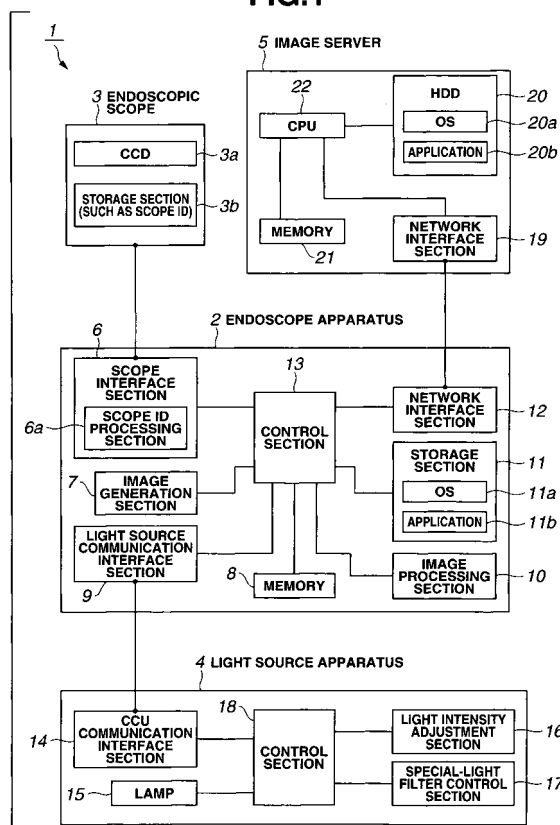 1
5 IMAGE SERVER
3 ENDOSCOPIC
SCOPE
CCD
3a
STORAGE SECTION
(SUCH AS SCOPE ID)
3b
22
CPU
HDD
20
OS
20a
APPLICATION
20b
MEMORY
21
NETWORK
INTERFACE
SECTION
19
2 ENDOSCOPE APPARATUS
6
SCOPE
INTERFACE
SECTION
6a
SCOPE ID
PROCESSING
SECTION
13
CONTROL
SECTION
NETWORK
INTERFACE
SECTION
12
STORAGE
SECTION
11
OS
11a
APPLICATION
11b
7
IMAGE
GENERATION
SECTION
LIGHT SOURCE
COMMUNICATION
INTERFACE
SECTION
9
8
MEMORY
IMAGE
PROCESSING
SECTION
10
4 LIGHT SOURCE APPARATUS
14
CCU
COMMUNICATION
INTERFACE
SECTION
18
CONTROL
SECTION
LIGHT INTENSITY
ADJUSTMENT
SECTION
16
15
LAMP
SPECIAL-LIGHT
FILTER CONTROL
SECTION
17